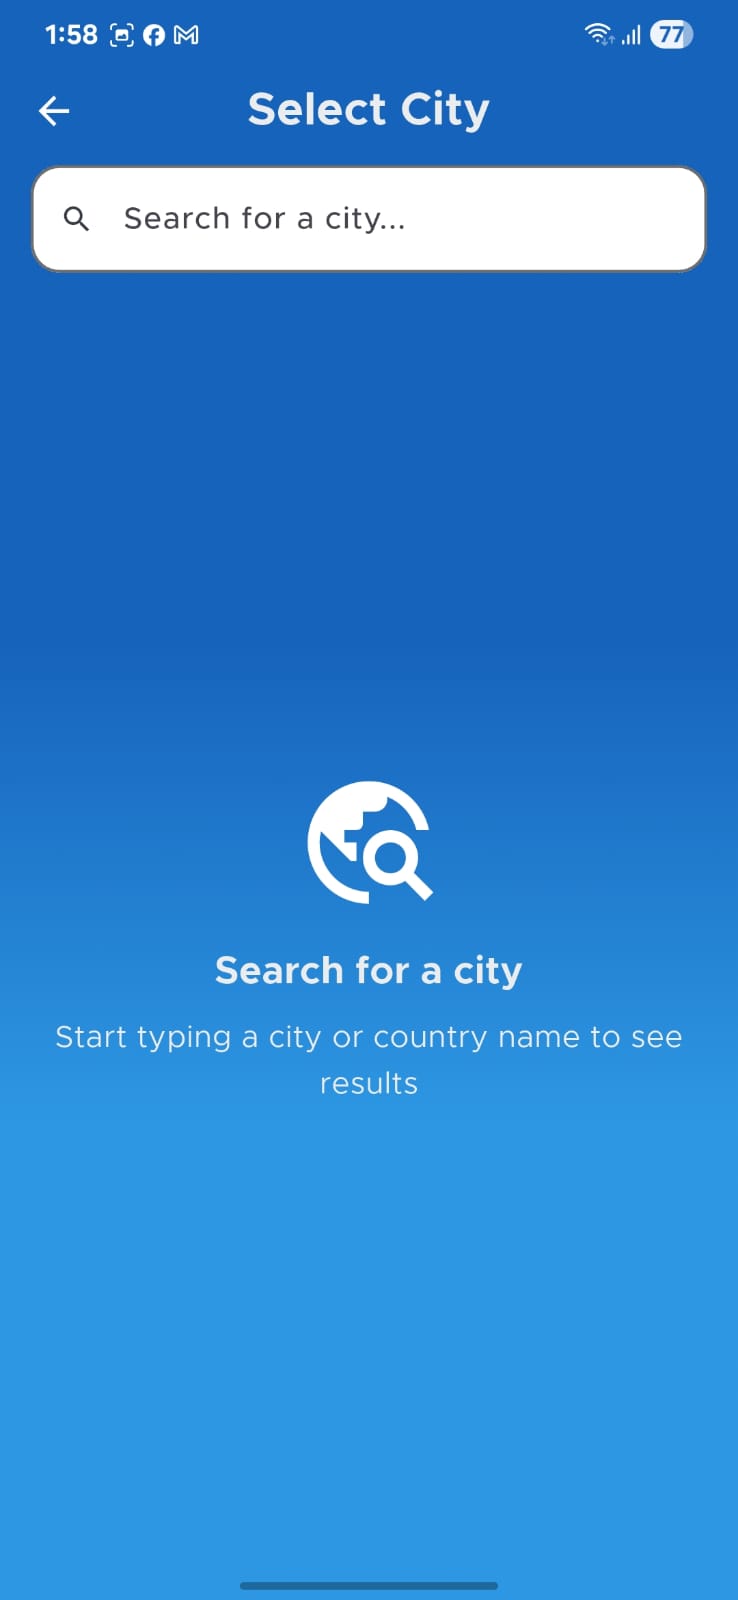 1:58
77
Select City
Search for a city...
Search for a city
Start typing a city or country name to see
results